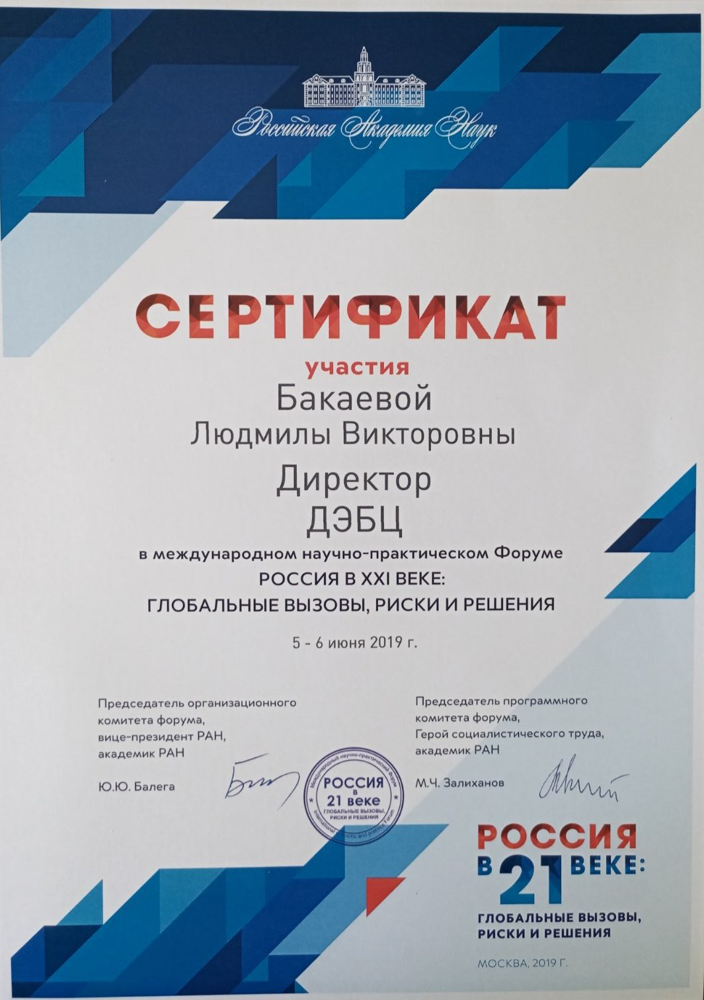 Российская Академия Наук
СЕРТИФИКАТ
участия
Бакаевой
Людмилы Викторовны
Директор
ДЭБЦ
в международном научно-практическом Форуме
РОССИЯ В XXI ВЕКЕ:
ГЛОБАЛЬНЫЕ ВЫЗОВЫ, РИСКИ И РЕШЕНИЯ
5 - 6 июня 2019 г.
Председатель организационного
комитета форума,
вице-президент РАН,
академик РАН
Ю.Ю. Балега
Председатель программного
комитета форума,
Герой социалистического труда,
академик РАН
М.Ч. Залиханов
Международный научно-практический Форум
РОССИЯ
в
21 веке
ГЛОБАЛЬНЫЕ ВЫЗОВЫ,
РИСКИ И РЕШЕНИЯ
International scientific and practical Forum
РОССИЯ
В 21 ВЕКЕ:
ГЛОБАЛЬНЫЕ ВЫЗОВЫ,
РИСКИ И РЕШЕНИЯ
МОСКВА, 2019 Г.